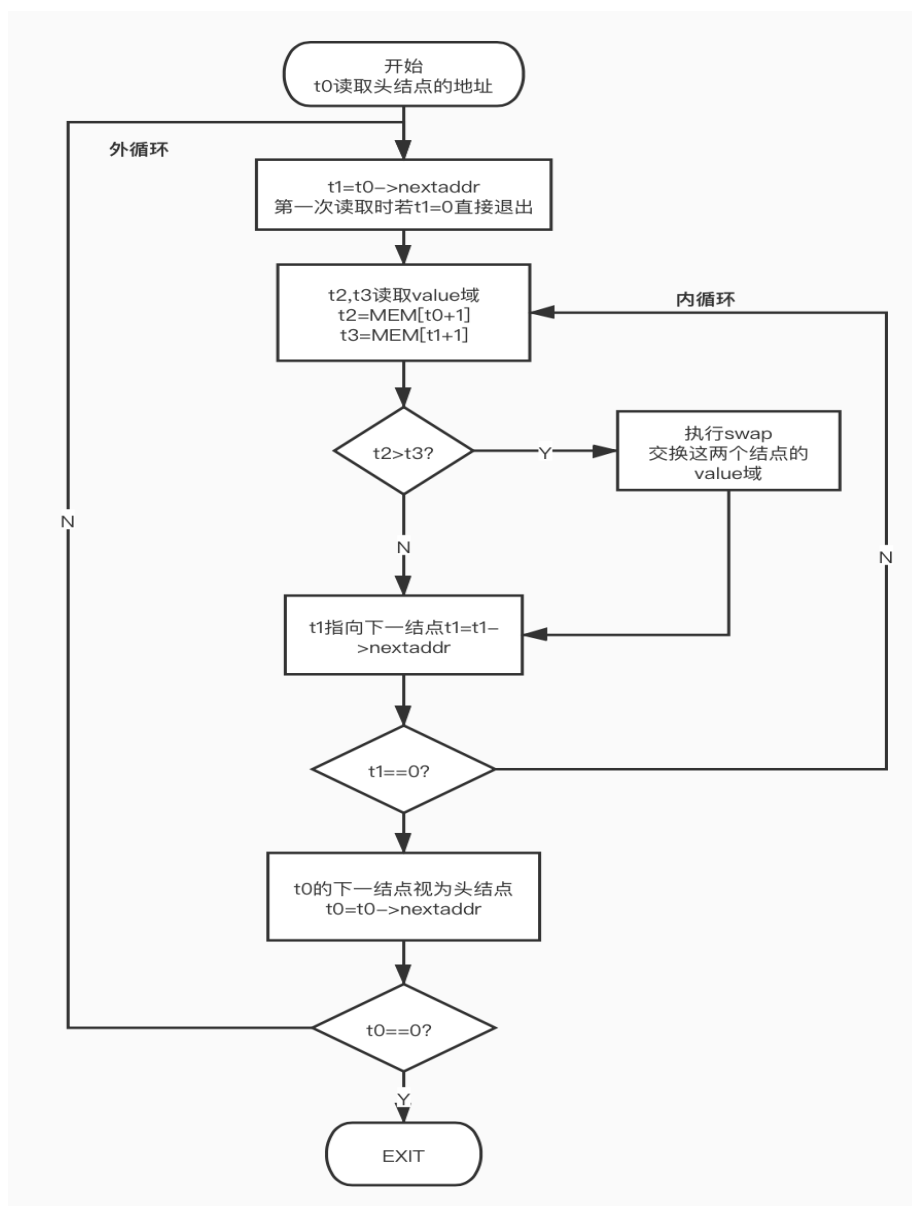 开始
t0读取头结点的地址
外循环
t1=t0->nextaddr
第一次读取时若t1=0直接退出
t2,t3读取value域
t2=MEM[t0+1]
t3=MEM[t1+1]
内循环
t2>t3?
Y
执行swap
交换这两个结点的
value域
N
N
N
t1指向下一结点t1=t1-
>nextaddr
t1==0?
t0的下一结点视为头结点
t0=t0->nextaddr
t0==0?
Y
EXIT